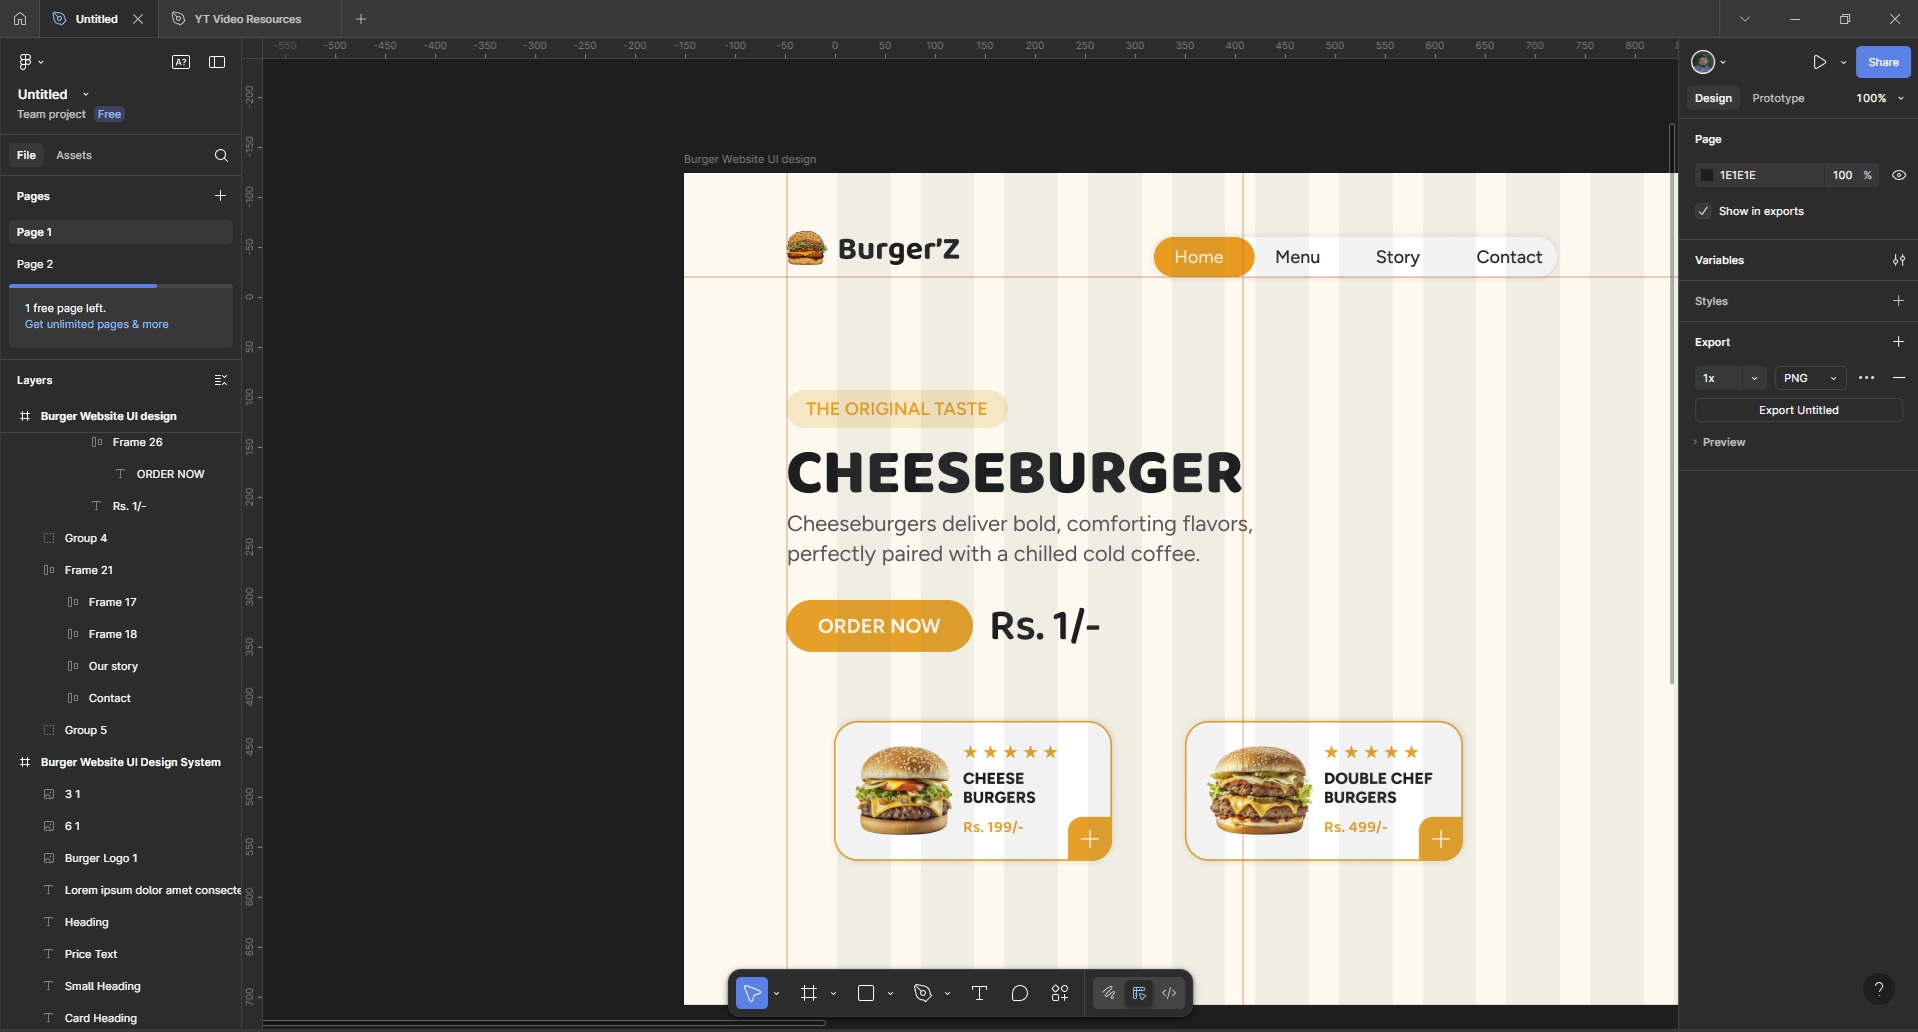 Untitled
YT Video Resources
-550 -500 -450 -400 -350 -300 -250 -200 -150 -100 -50 0 50 100 150 200 250 300 350 400 450 500 550 600 650 700 750 800
A?
Share
Untitled
Team project Free
Design Prototype 100%
Page
File Assets
1E1E1E 100 %
Pages
Show in exports
Page 1
Page 2
Variables
1 free page left.
Get unlimited pages & more
Styles
Export
1x PNG
Export Untitled
Preview
Layers
Burger Website UI design
Frame 26
ORDER NOW
Rs. 1/-
Group 4
Frame 21
Frame 17
Frame 18
Our story
Contact
Group 5
Burger Website UI Design System
3 1
6 1
Burger Logo 1
Lorem ipsum dolor amet consecte
Heading
Price Text
Small Heading
Card Heading
-200
-150
-100
-50
0
50
100
150
200
250
300
350
400
450
500
550
600
650
700
Burger Website UI design
Burger'Z
Home Menu Story Contact
THE ORIGINAL TASTE
CHEESEBURGER
Cheeseburgers deliver bold, comforting flavors,
perfectly paired with a chilled cold coffee.
ORDER NOW Rs. 1/-
CHEESE
BURGERS
Rs. 199/-
DOUBLE CHEF
BURGERS
Rs. 499/-
?